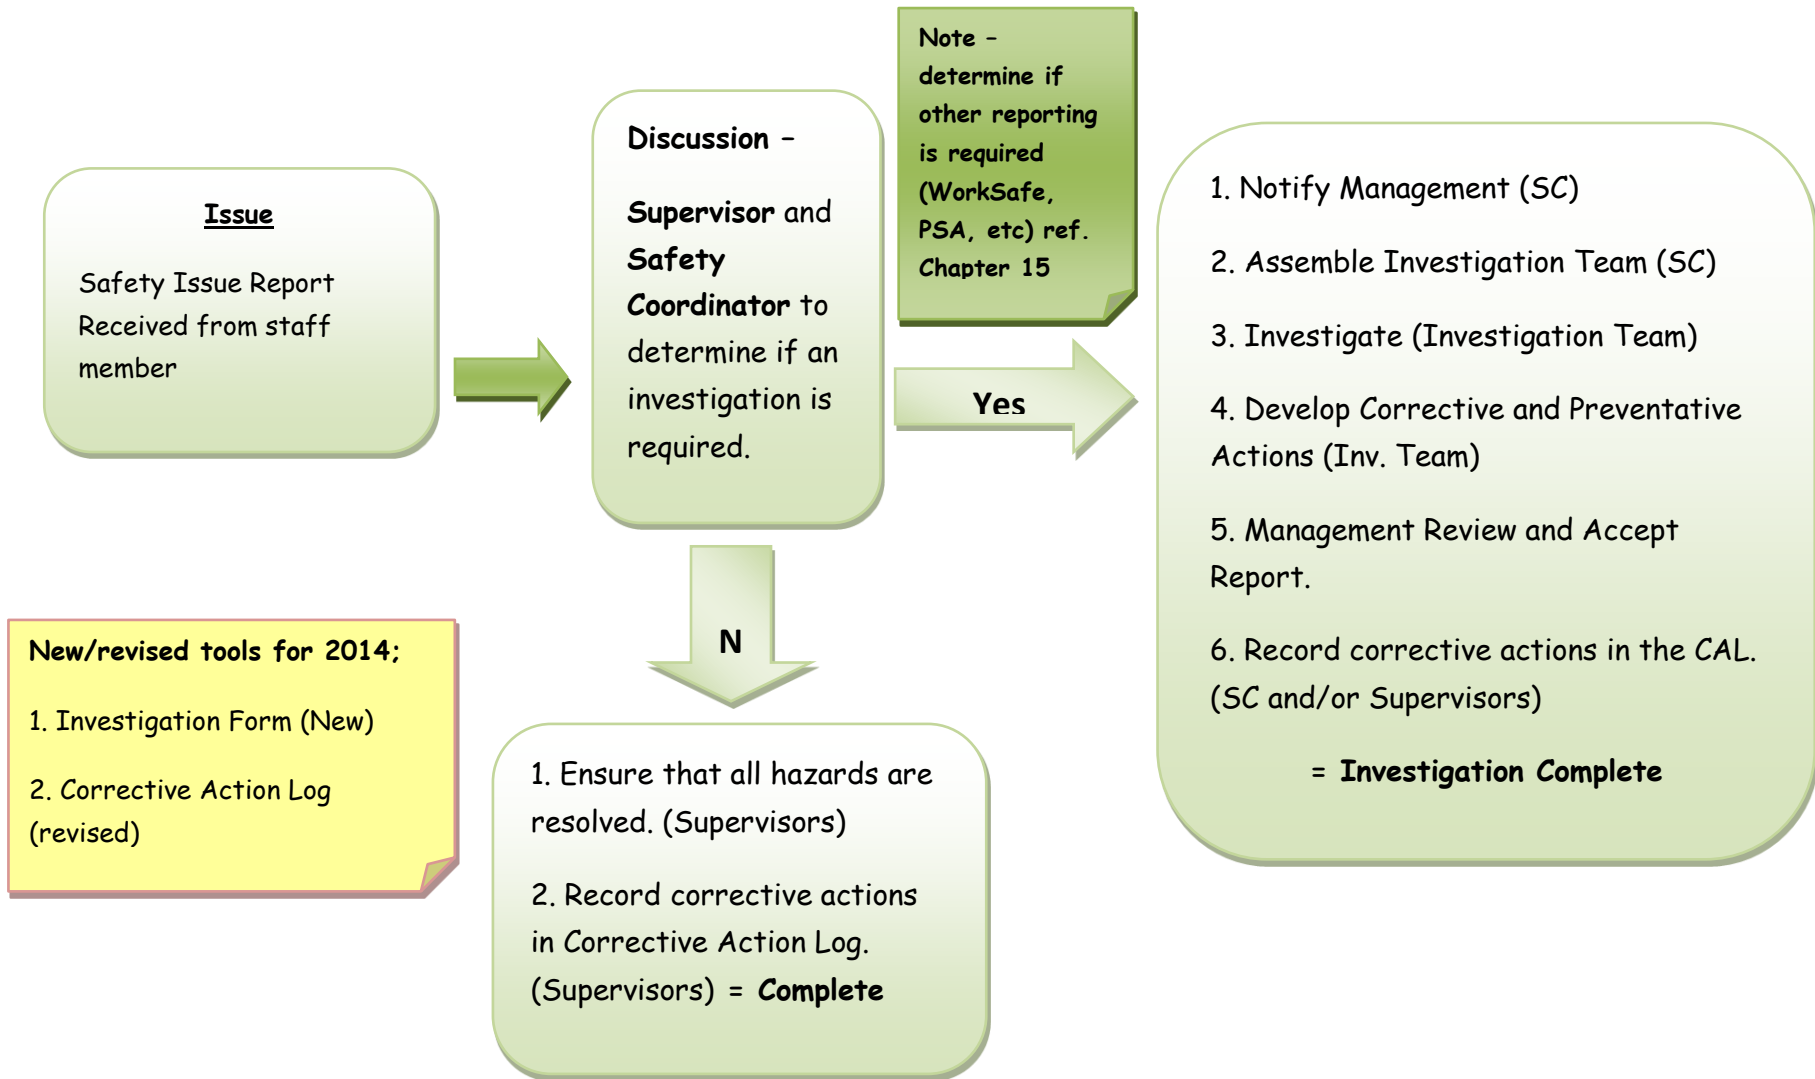 Issue
Safety Issue Report
Received from staff
member
Discussion –
Supervisor and
Safety
Coordinator to
determine if an
investigation is
required.
Note –
determine if
other reporting
is required
(WorkSafe,
PSA, etc) ref.
Chapter 15
Yes
1. Notify Management (SC)
2. Assemble Investigation Team (SC)
3. Investigate (Investigation Team)
4. Develop Corrective and Preventative
Actions (Inv. Team)
5. Management Review and Accept
Report.
6. Record corrective actions in the CAL.
(SC and/or Supervisors)
= Investigation Complete
N
1. Ensure that all hazards are
resolved. (Supervisors)
2. Record corrective actions
in Corrective Action Log.
(Supervisors) = Complete
New/revised tools for 2014;
1. Investigation Form (New)
2. Corrective Action Log
(revised)